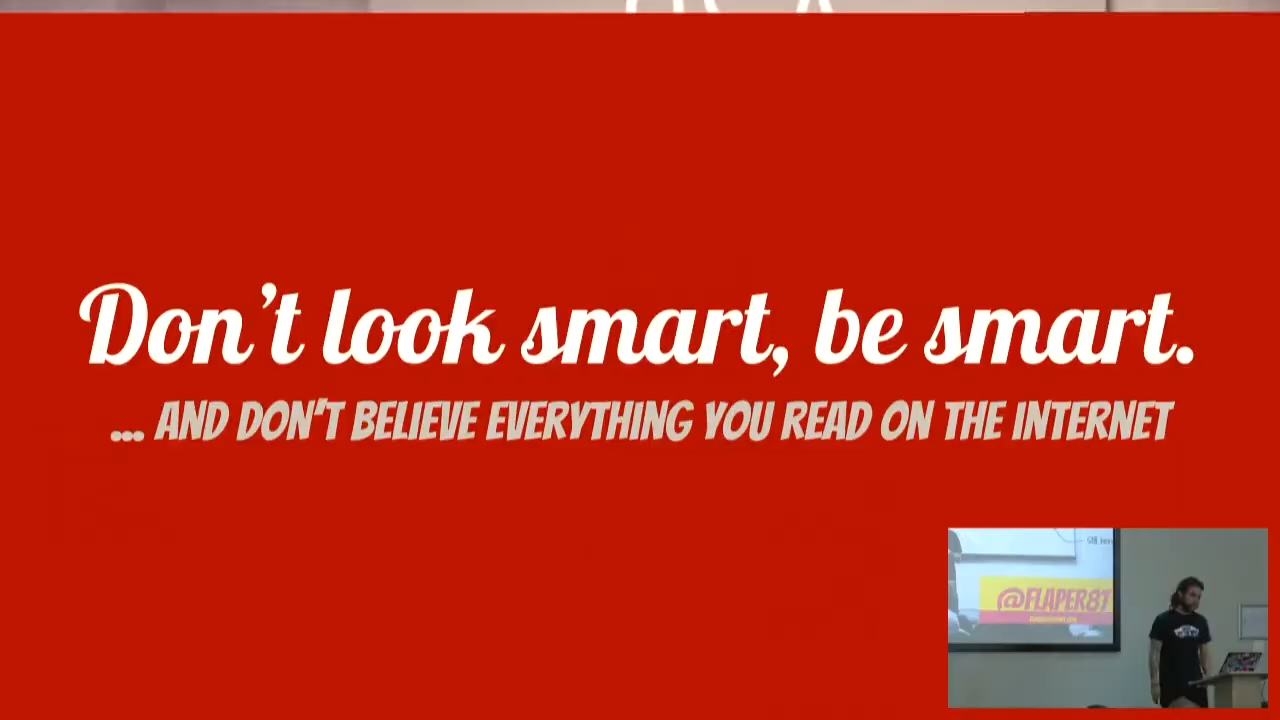 Don't look smart, be smart.
... AND DON'T BELIEVE EVERYTHING YOU READ ON THE INTERNET
@FLAPER87